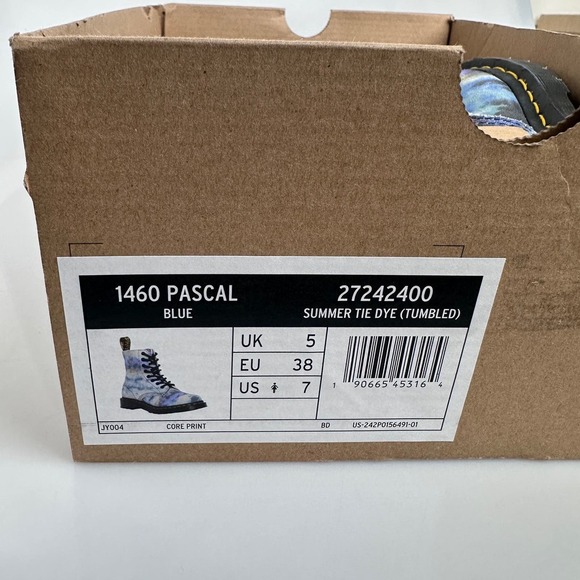 1460 PASCAL
BLUE
27242400
SUMMER TIE DYE (TUMBLED)
UK 5
EU 38
US 7
1 90665 45316 4
JY004
CORE PRINT
BD
US-242P0156491-01